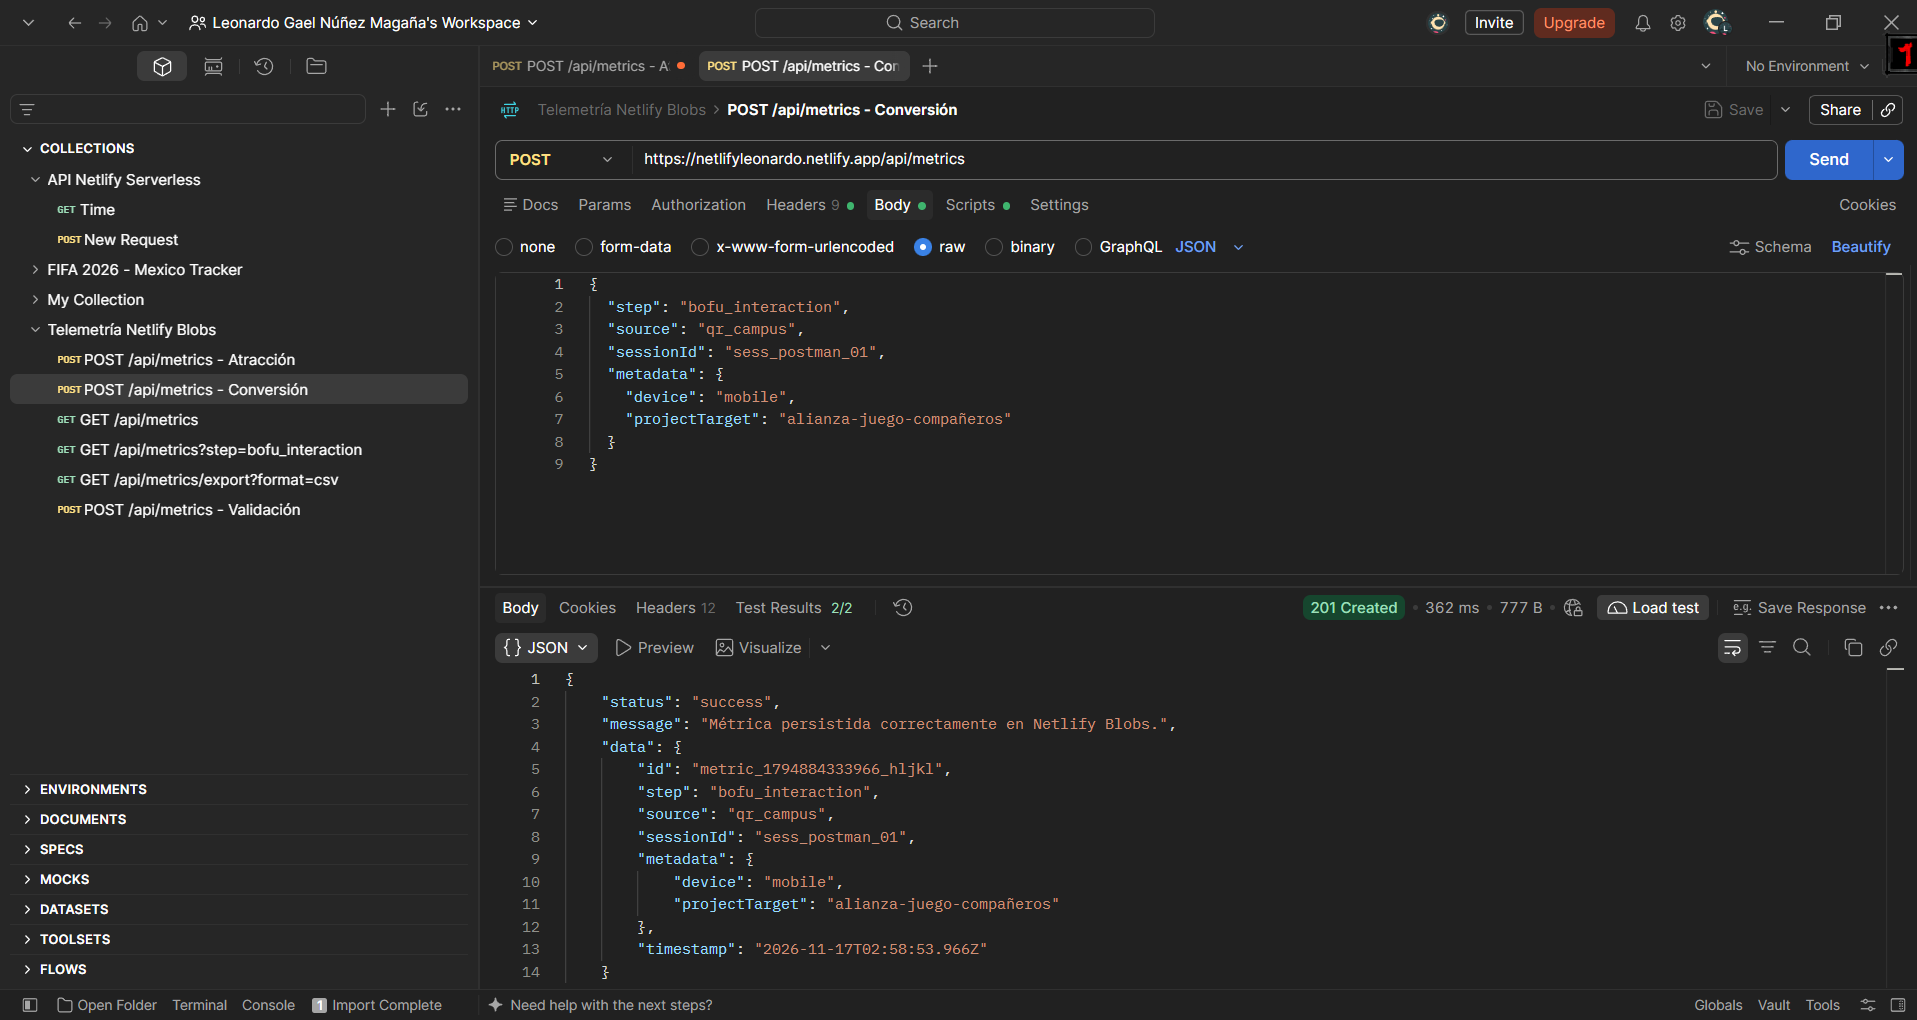 Leonardo Gael Núñez Magaña's Workspace
Search
Invite
Upgrade
POST POST /api/metrics - A
POST POST /api/metrics - Con
No Environment
HTTP Telemetría Netlify Blobs > POST /api/metrics - Conversión
Save
Share
COLLECTIONS
API Netlify Serverless
GET Time
POST New Request
FIFA 2026 - Mexico Tracker
My Collection
Telemetría Netlify Blobs
POST POST /api/metrics - Atracción
POST POST /api/metrics - Conversión
GET GET /api/metrics
GET GET /api/metrics?step=bofu_interaction
GET GET /api/metrics/export?format=csv
POST POST /api/metrics - Validación
ENVIRONMENTS
DOCUMENTS
SPECS
MOCKS
DATASETS
TOOLSETS
FLOWS
POST
https://netlifyleonardo.netlify.app/api/metrics
Send
Docs Params Authorization Headers 9 Body Scripts Settings Cookies
none form-data x-www-form-urlencoded raw binary GraphQL JSON Schema Beautify
1 {
2 "step": "bofu_interaction",
3 "source": "qr_campus",
4 "sessionId": "sess_postman_01",
5 "metadata": {
6 "device": "mobile",
7 "projectTarget": "alianza-juego-compañeros"
8 }
9 }
Body Cookies Headers 12 Test Results 2/2 201 Created • 362 ms • 777 B • Load test e.g. Save Response
{} JSON Preview Visualize
1 {
2 "status": "success",
3 "message": "Métrica persistida correctamente en Netlify Blobs.",
4 "data": {
5 "id": "metric_1794884333966_hljkl",
6 "step": "bofu_interaction",
7 "source": "qr_campus",
8 "sessionId": "sess_postman_01",
9 "metadata": {
10 "device": "mobile",
11 "projectTarget": "alianza-juego-compañeros"
12 },
13 "timestamp": "2026-11-17T02:58:53.966Z"
14 }
Open Folder Terminal Console 1 Import Complete Need help with the next steps? Globals Vault Tools